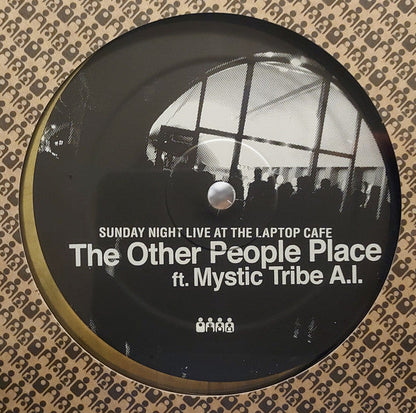 SUNDAY NIGHT LIVE AT THE LAPTOP CAFE
The Other People Place
ft. Mystic Tribe A.I.